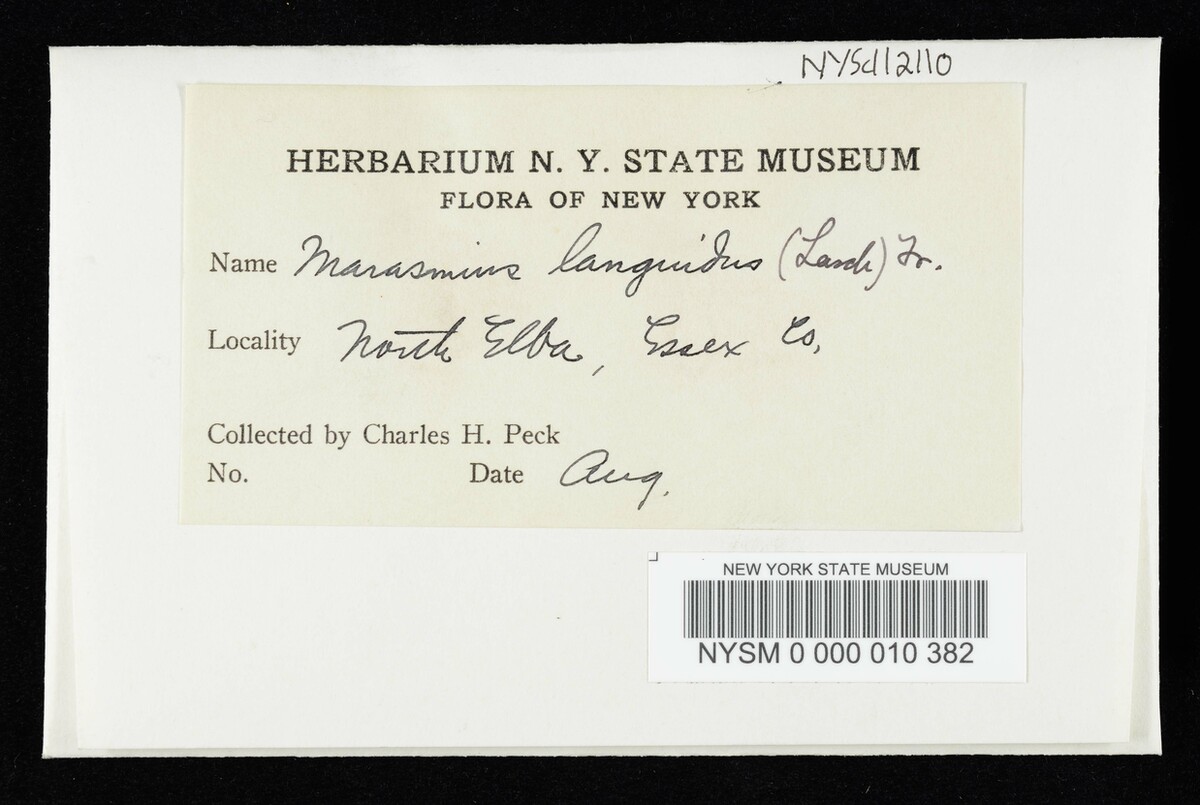 NYSd12110
HERBARIUM N. Y. STATE MUSEUM
FLORA OF NEW YORK
Name Marasmius languidus (Lasch) Fr.
Locality North Elba, Essex Co.
Collected by Charles H. Peck
No. Date Aug.
NEW YORK STATE MUSEUM
NYSM 0 000 010 382